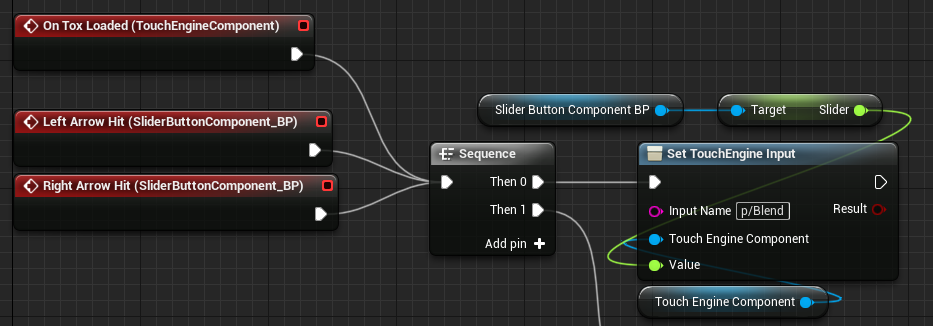 On Tox Loaded (TouchEngineComponent)
Left Arrow Hit (SliderButtonComponent_BP)
Right Arrow Hit (SliderButtonComponent_BP)
Sequence
Then 0
Then 1
Add pin
Slider Button Component BP
Target Slider
Set TouchEngine Input
Input Name p/Blend Result
Touch Engine Component
Value
Touch Engine Component